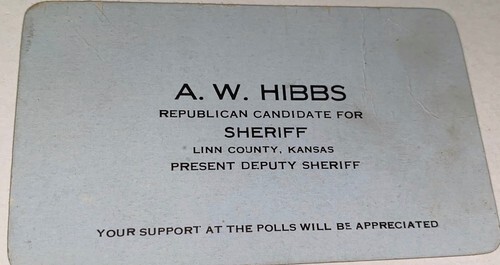 A. W. HIBBS
REPUBLICAN CANDIDATE FOR
SHERIFF
LINN COUNTY, KANSAS
PRESENT DEPUTY SHERIFF
YOUR SUPPORT AT THE POLLS WILL BE APPRECIATED